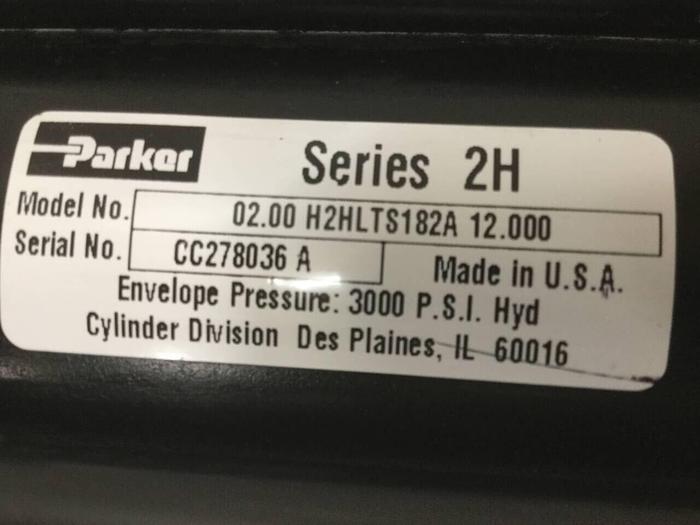 Parker
Series 2H
Model No. 02.00 H2HLTS182A 12.000
Serial No. CC278036 A
Made in U.S.A.
Envelope Pressure: 3000 P.S.I. Hyd
Cylinder Division Des Plaines, IL 60016